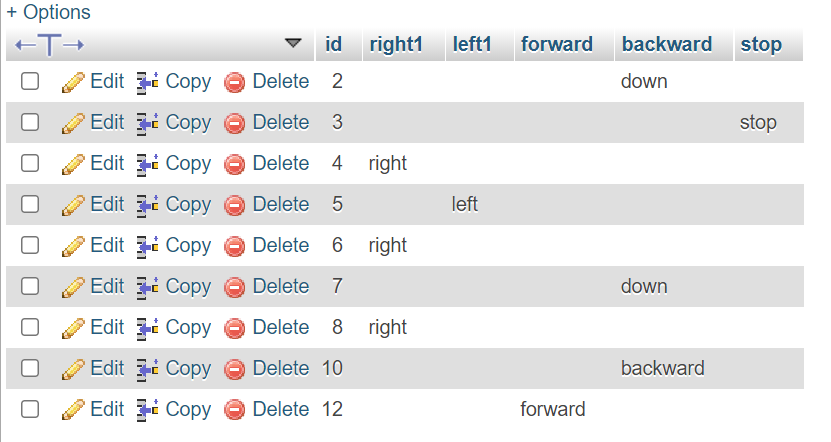 + Options
←T→ id right1 left1 forward backward stop
Edit Copy Delete 2 down
Edit Copy Delete 3 stop
Edit Copy Delete 4 right
Edit Copy Delete 5 left
Edit Copy Delete 6 right
Edit Copy Delete 7 down
Edit Copy Delete 8 right
Edit Copy Delete 10 backward
Edit Copy Delete 12 forward